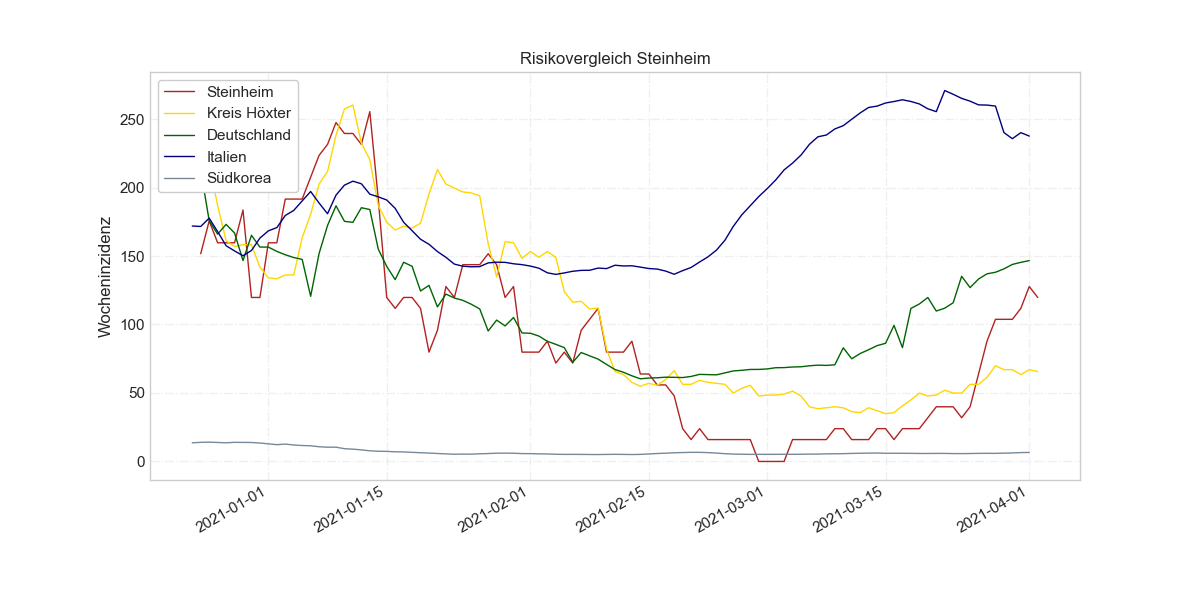 Risikovergleich Steinheim
Steinheim
Kreis Höxter
Deutschland
Italien
Südkorea
Wocheninzidenz
250
200
150
100
50
0
2021-01-01
2021-01-15
2021-02-01
2021-02-15
2021-03-01
2021-03-15
2021-04-01